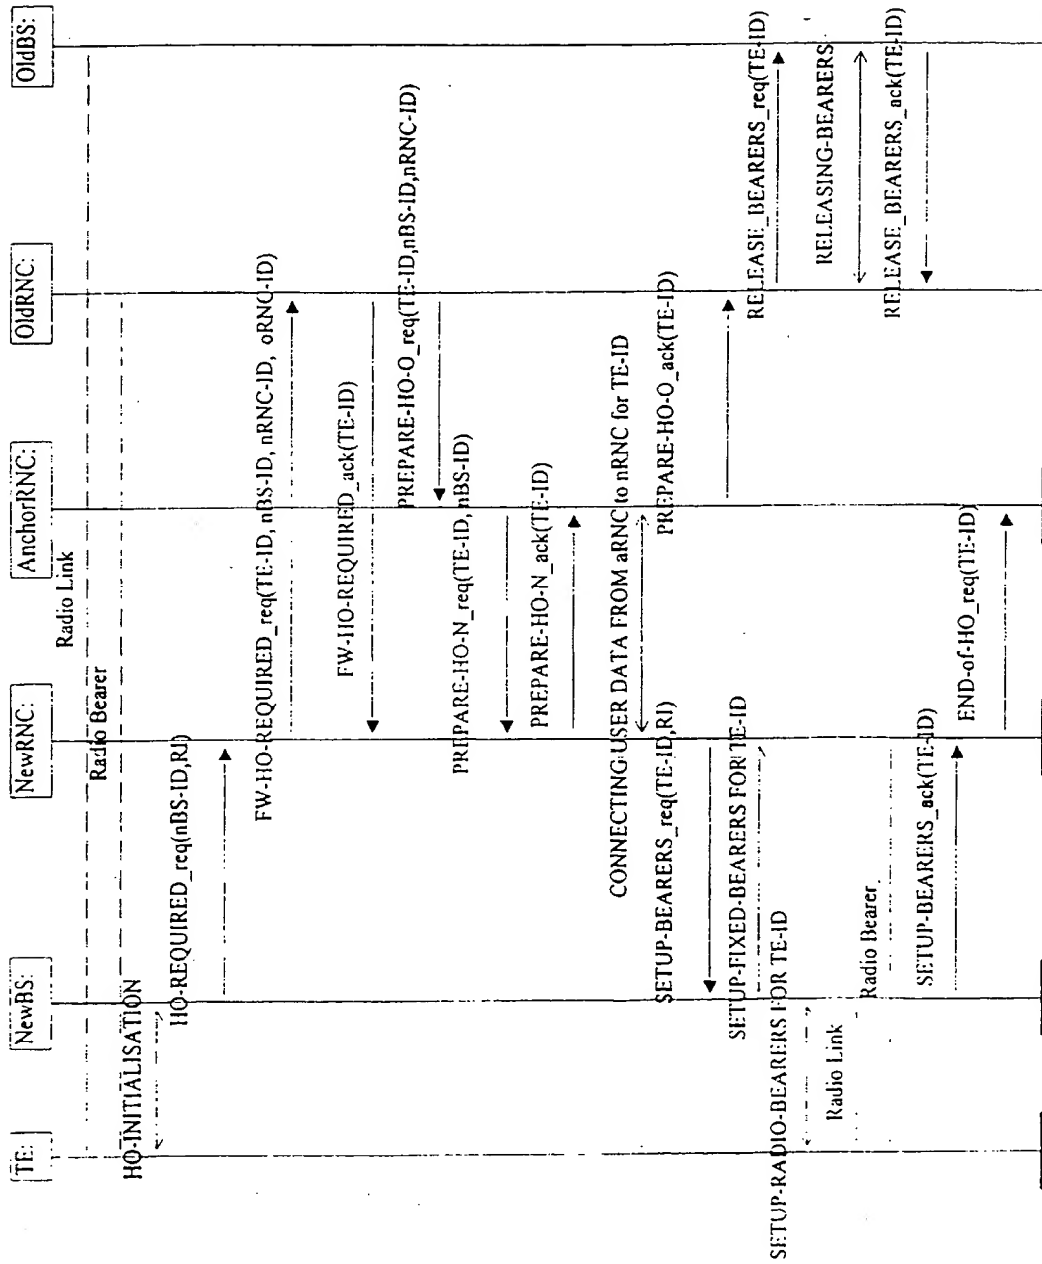 TE:
NewBS:
NewRNC:
AnchorRNC:
OldRNC:
OldBS:
Radio Link
Radio Bearer
HO-INITIALISATION
HO-REQUIRED_req(nBS-ID,RI)
FW-HO-REQUIRED_req(TE-ID, nBS-ID, nRNC-ID, oRNC-ID)
FW-HO-REQUIRED_ack(TE-ID)
PREPARE-HO-O_req(TE-ID,nBS-ID,nRNC-ID)
PREPARE-HO-N_req(TE-ID, nBS-ID)
PREPARE-HO-N_ack(TE-ID)
CONNECTING USER DATA FROM aRNC to nRNC for TE-ID
SETUP-BEARERS_req(TE-ID,RI)
PREPARE-HO-O_ack(TE-ID)
SETUP-FIXED-BEARERS FOR TE-ID
RELEASE_BEARERS_req(TE-ID)
SETUP-RADIO-BEARERS FOR TE-ID
RELEASING-BEARERS
Radio Link
Radio Bearer
RELEASE_BEARERS_ack(TE-ID)
SETUP-BEARERS_ack(TE-ID)
END-of-HO_req(TE-ID)